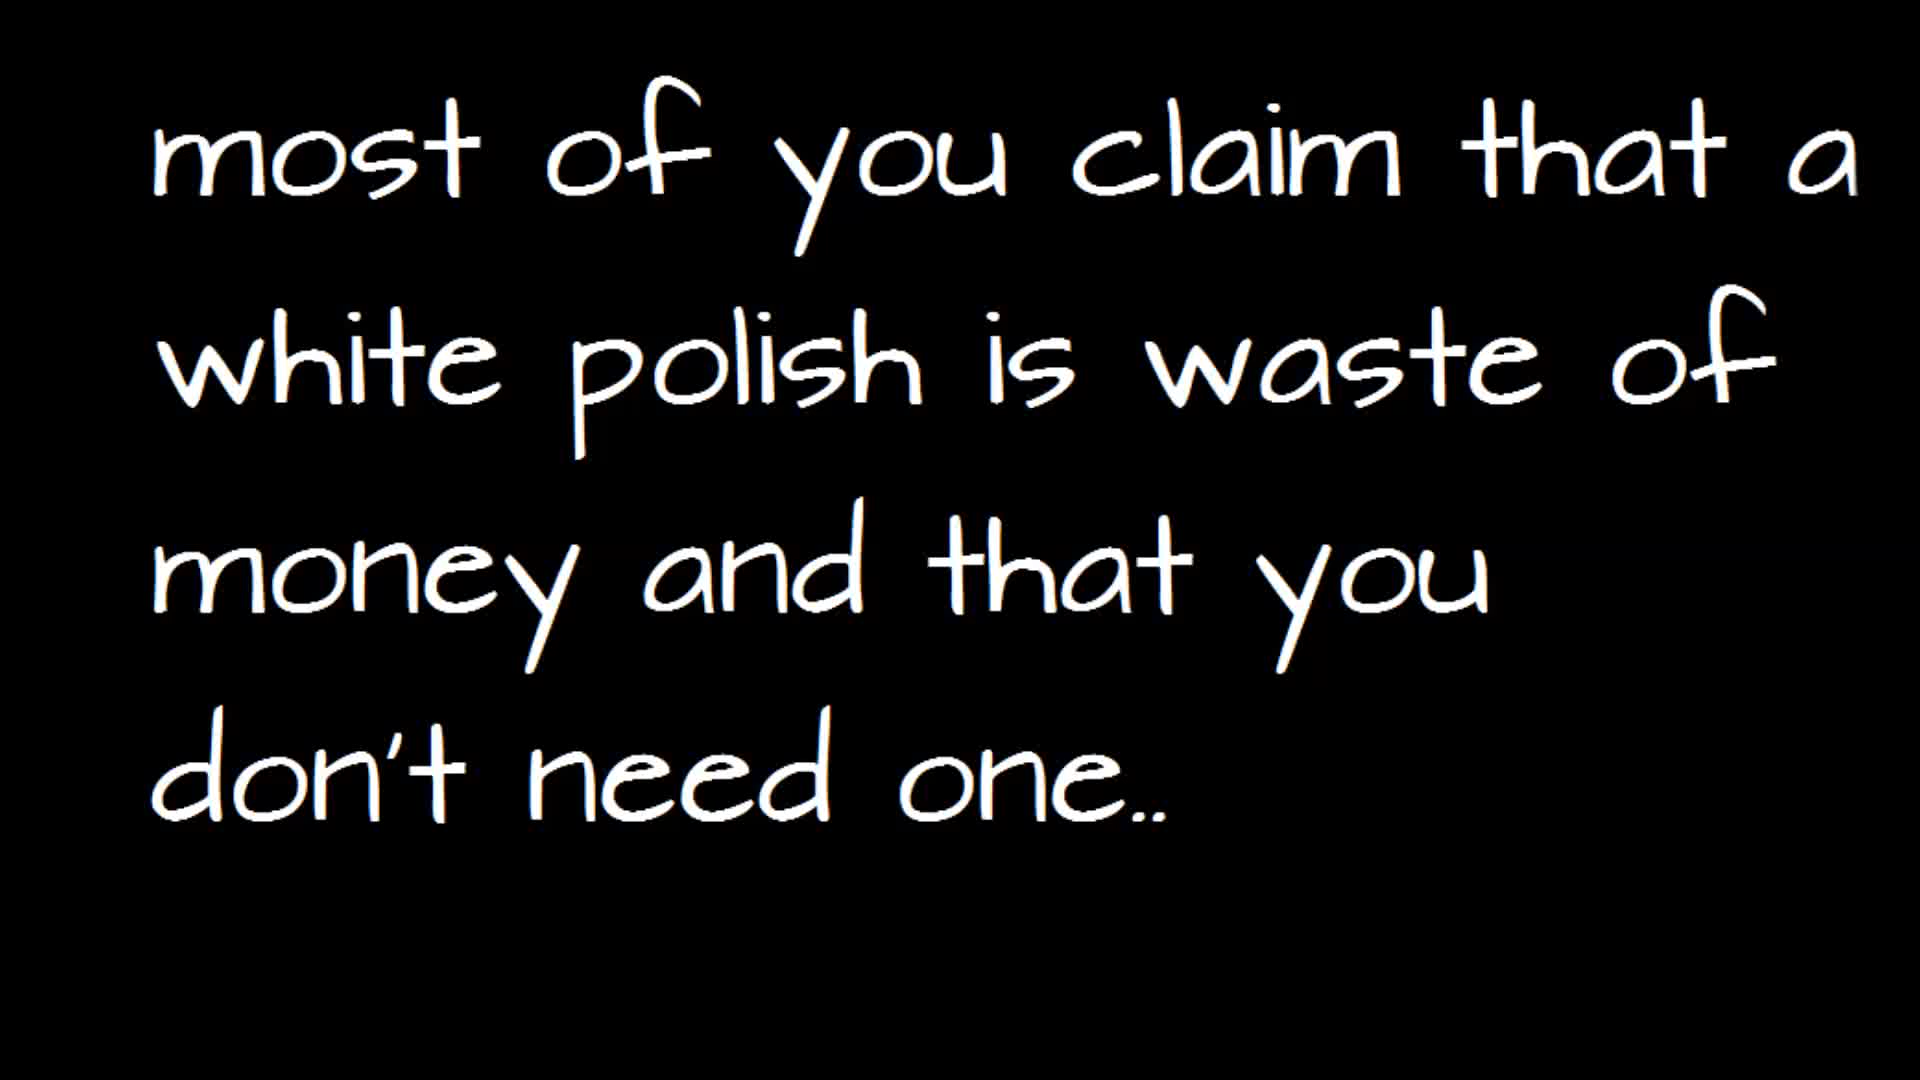 most of you claim that a
white polish is waste of
money and that you
don't need one..